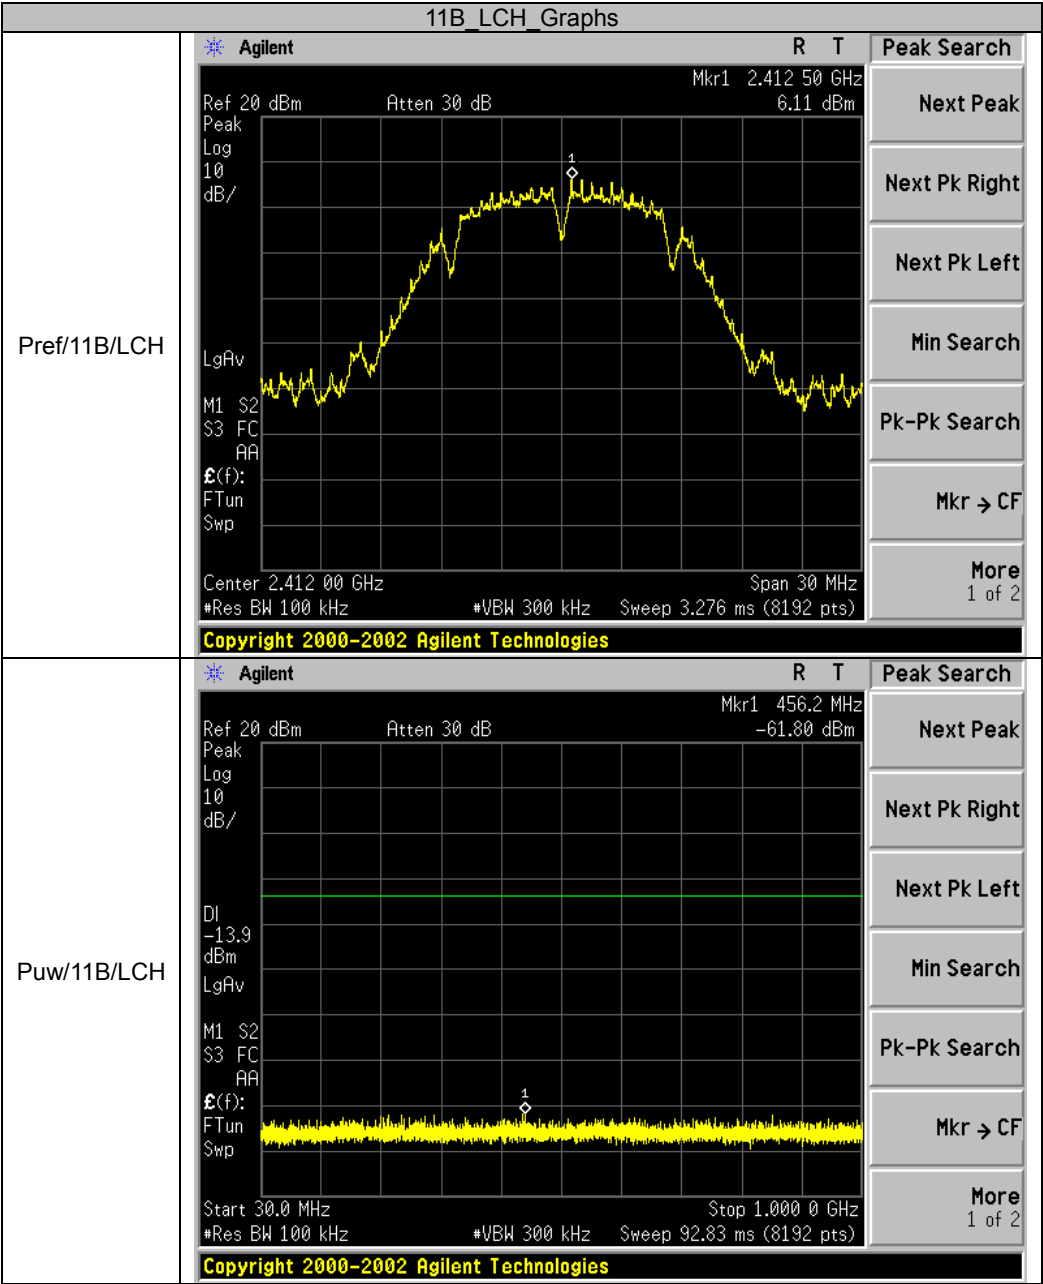 11B_LCH_Graphs
Pref/11B/LCH
Agilent R T Peak Search
Mkr1 2.412 50 GHz
Ref 20 dBm Atten 30 dB 6.11 dBm
Peak
Log
10
dB/
1
LgAv
M1 S2
S3 FC
AA
£(f):
FTun
Swp
Center 2.412 00 GHz Span 30 MHz
#Res BW 100 kHz #VBW 300 kHz Sweep 3.276 ms (8192 pts)
Copyright 2000-2002 Agilent Technologies
Next Peak
Next Pk Right
Next Pk Left
Min Search
Pk-Pk Search
Mkr → CF
More
1 of 2
Puw/11B/LCH
Agilent R T Peak Search
Mkr1 456.2 MHz
Ref 20 dBm Atten 30 dB -61.80 dBm
Peak
Log
10
dB/
DI
-13.9
dBm
LgAv
M1 S2
S3 FC
AA
£(f):
FTun
Swp
1
Start 30.0 MHz Stop 1.000 0 GHz
#Res BW 100 kHz #VBW 300 kHz Sweep 92.83 ms (8192 pts)
Copyright 2000-2002 Agilent Technologies
Next Peak
Next Pk Right
Next Pk Left
Min Search
Pk-Pk Search
Mkr → CF
More
1 of 2